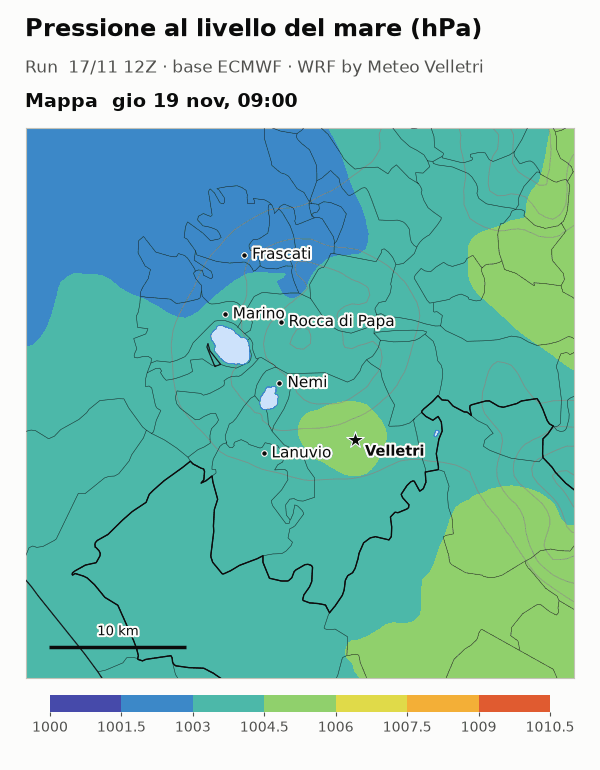 Pressione al livello del mare (hPa)
Run 17/11 12Z · base ECMWF · WRF by Meteo Velletri
Mappa gio 19 nov, 09:00
Frascati
Marino
Rocca di Papa
Nemi
Velletri
Lanuvio
10 km
1000 1001.5 1003 1004.5 1006 1007.5 1009 1010.5